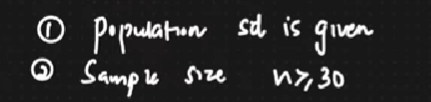 ① Population sd is given
② Sample size n ≥ 30